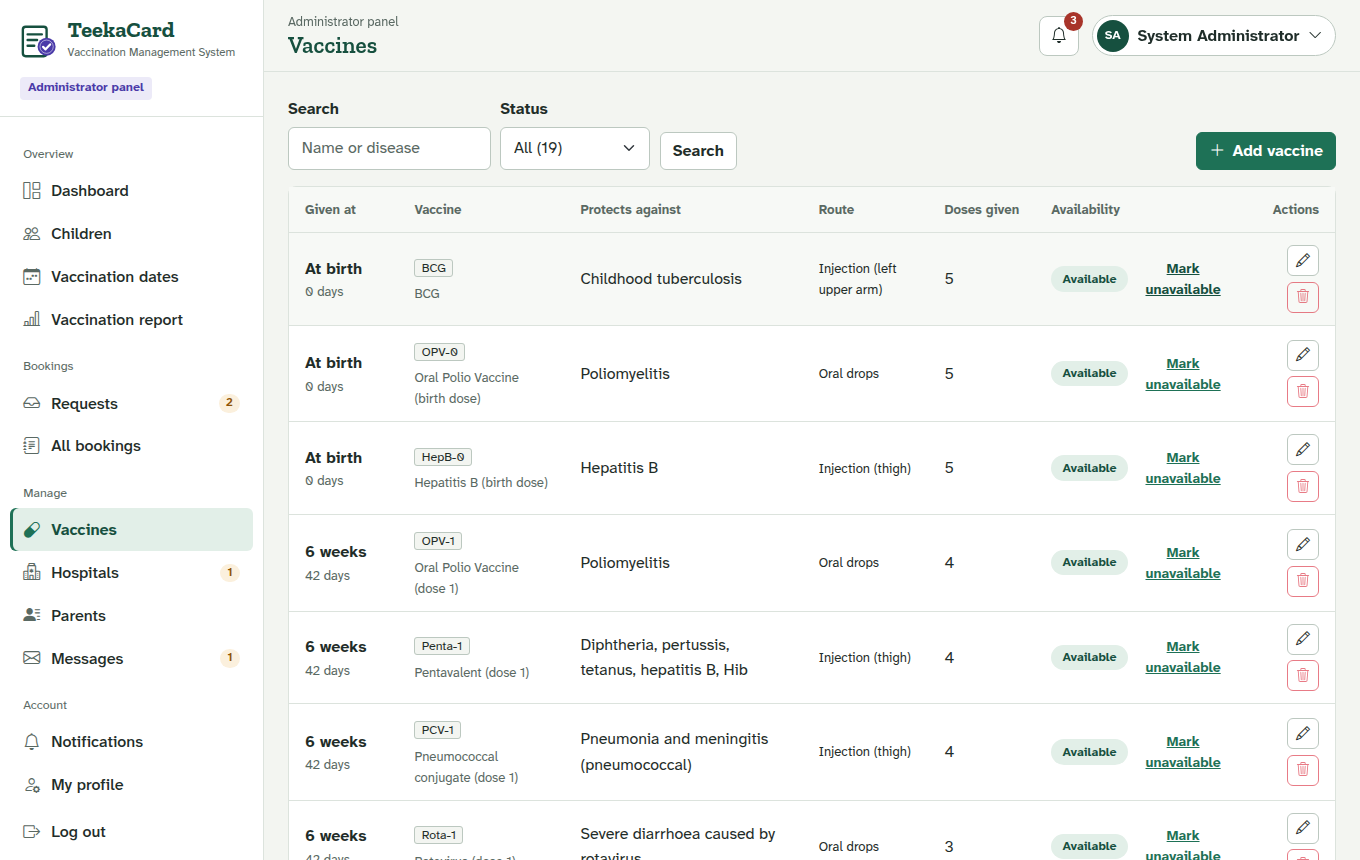 TeekaCard
Vaccination Management System
Administrator panel
Overview
Dashboard
Children
Vaccination dates
Vaccination report
Bookings
Requests 2
All bookings
Manage
Vaccines
Hospitals 1
Parents
Messages 1
Account
Notifications
My profile
Log out
Administrator panel
Vaccines
3
SA System Administrator
Search
Status
Name or disease
All (19)
Search
+ Add vaccine
Given at Vaccine Protects against Route Doses given Availability Actions
At birth
0 days
BCG
BCG
Childhood tuberculosis
Injection (left
upper arm)
5
Available
Mark
unavailable
At birth
0 days
OPV-0
Oral Polio Vaccine
(birth dose)
Poliomyelitis
Oral drops
5
Available
Mark
unavailable
At birth
0 days
HepB-0
Hepatitis B (birth dose)
Hepatitis B
Injection (thigh)
5
Available
Mark
unavailable
6 weeks
42 days
OPV-1
Oral Polio Vaccine
(dose 1)
Poliomyelitis
Oral drops
4
Available
Mark
unavailable
6 weeks
42 days
Penta-1
Pentavalent (dose 1)
Diphtheria, pertussis,
tetanus, hepatitis B, Hib
Injection (thigh)
4
Available
Mark
unavailable
6 weeks
42 days
PCV-1
Pneumococcal
conjugate (dose 1)
Pneumonia and meningitis
(pneumococcal)
Injection (thigh)
4
Available
Mark
unavailable
6 weeks
42 days
Rota-1
Rotavirus (dose 1)
Severe diarrhoea caused by
rotavirus
Oral drops
3
Available
Mark
unavailable